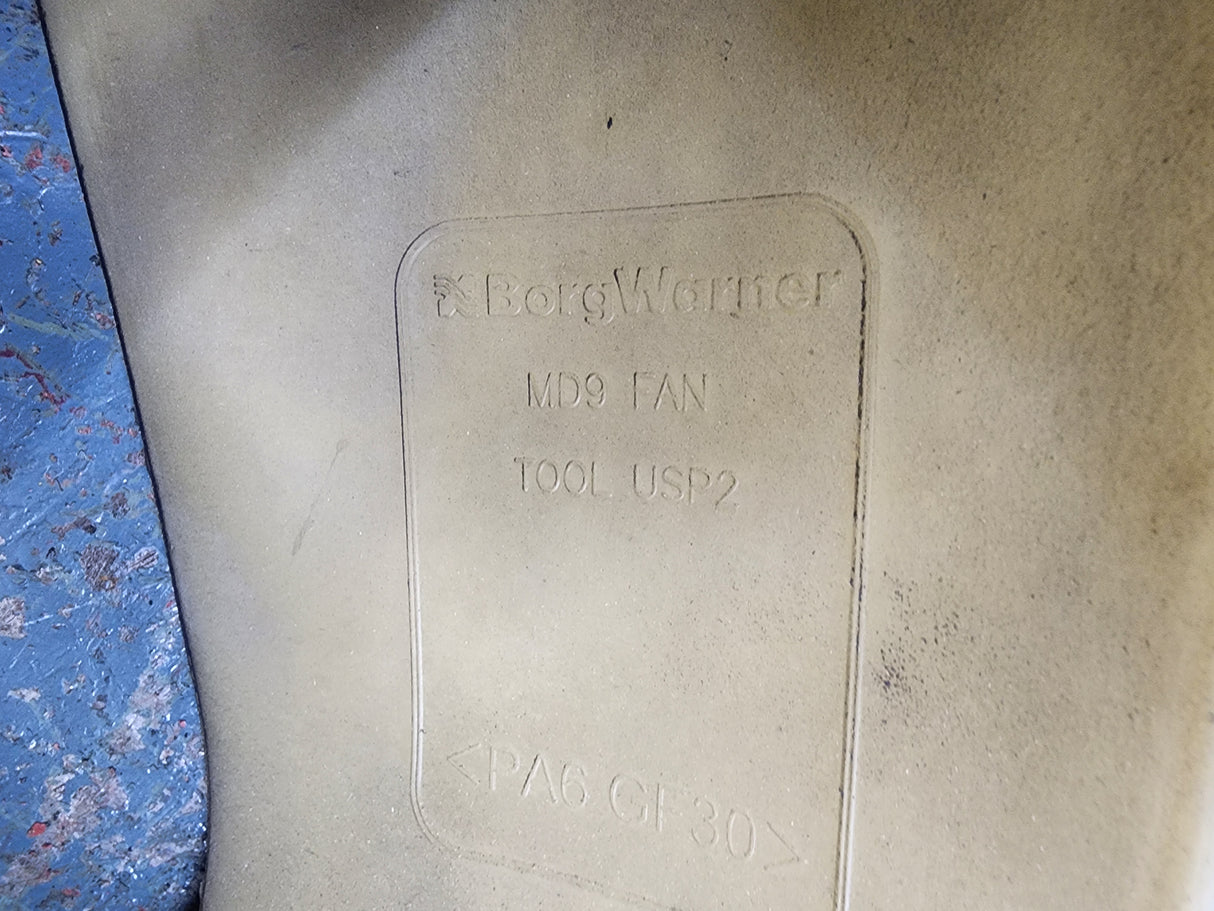 BorgWarner
MD9 FAN
TOOL USP2
<PA6 GF30>